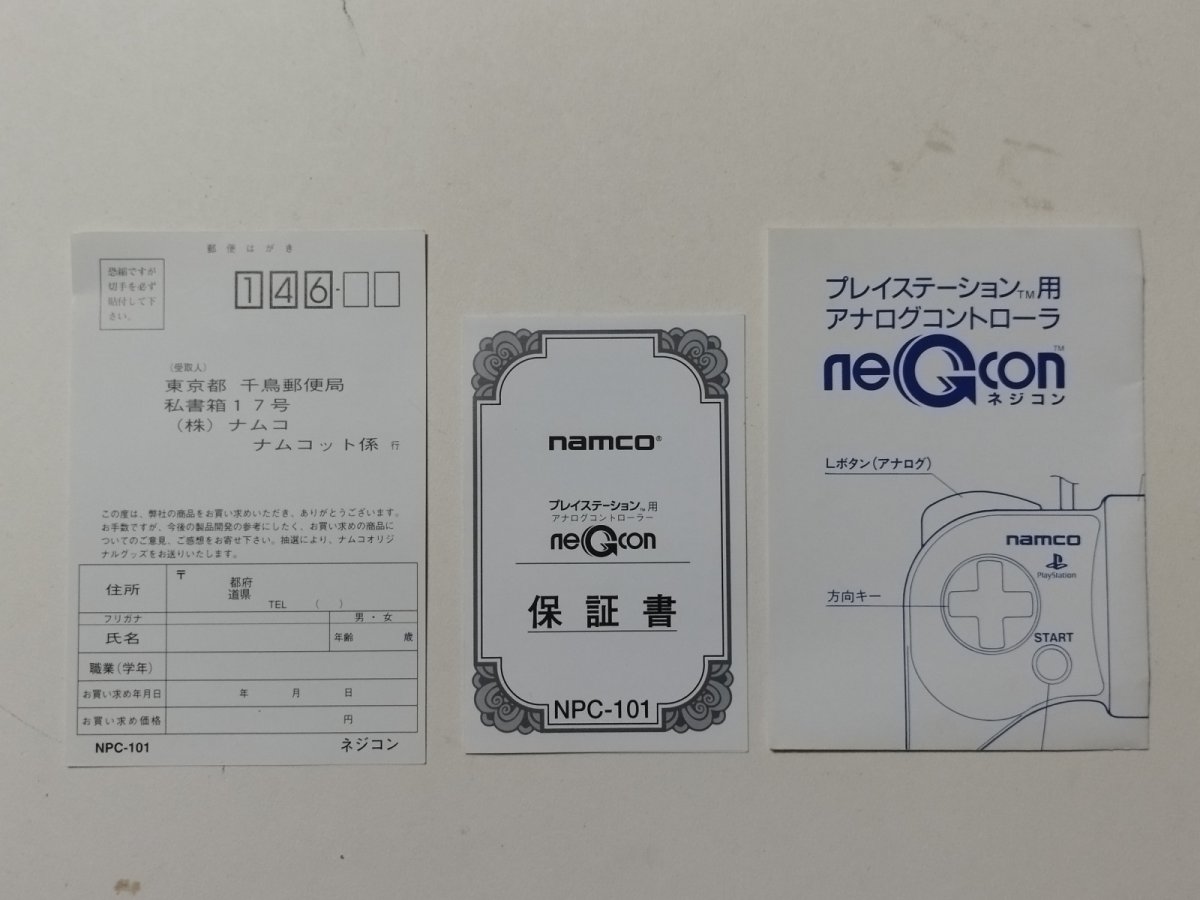 郵便はがき
恐縮ですが
切手を必ず
貼付して下
さい。
146-
（受取人）
東京都 千鳥郵便局
私書箱17号
（株）ナムコ
ナムコット係 行
この度は、弊社の商品をお買い求めいただき、ありがとうございます。
お手数ですが、今後の製品開発の参考にしたく、お買い求めの商品に
ついてのご意見、ご感想をお寄せ下さい。抽選により、ナムコオリジ
ナルグッズをお送りいたします。
住所 〒 都府
道県
TEL （ ）
フリガナ 男・女
氏名 年齢 歳
職業（学年）
お買い求め年月日 年 月 日
お買い求め価格 円
NPC-101 ネジコン
namco®
プレイステーション™用
アナログコントローラー
neGcon
保証書
NPC-101
プレイステーション™用
アナログコントローラ
neGcon™
ネジコン
Lボタン（アナログ）
namco
PlayStation
方向キー
START